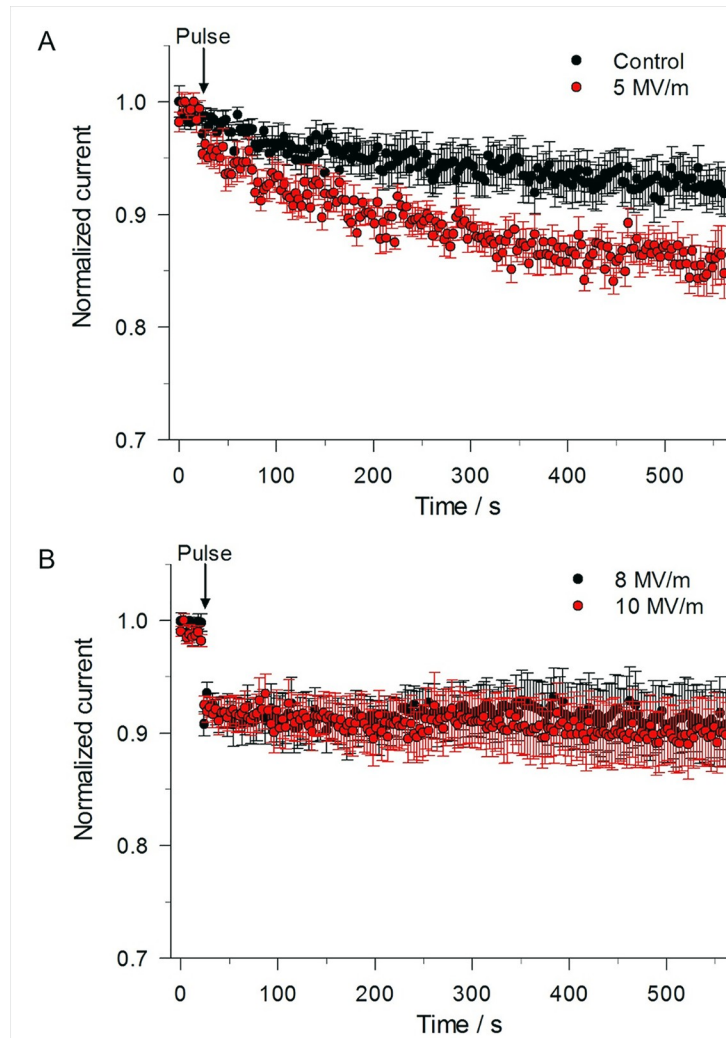 A
Pulse
Control
5 MV/m
1.0
0.9
0.8
0.7
Normalized current
0 100 200 300 400 500
Time / s
B
Pulse
8 MV/m
10 MV/m
1.0
0.9
0.8
0.7
Normalized current
0 100 200 300 400 500
Time / s